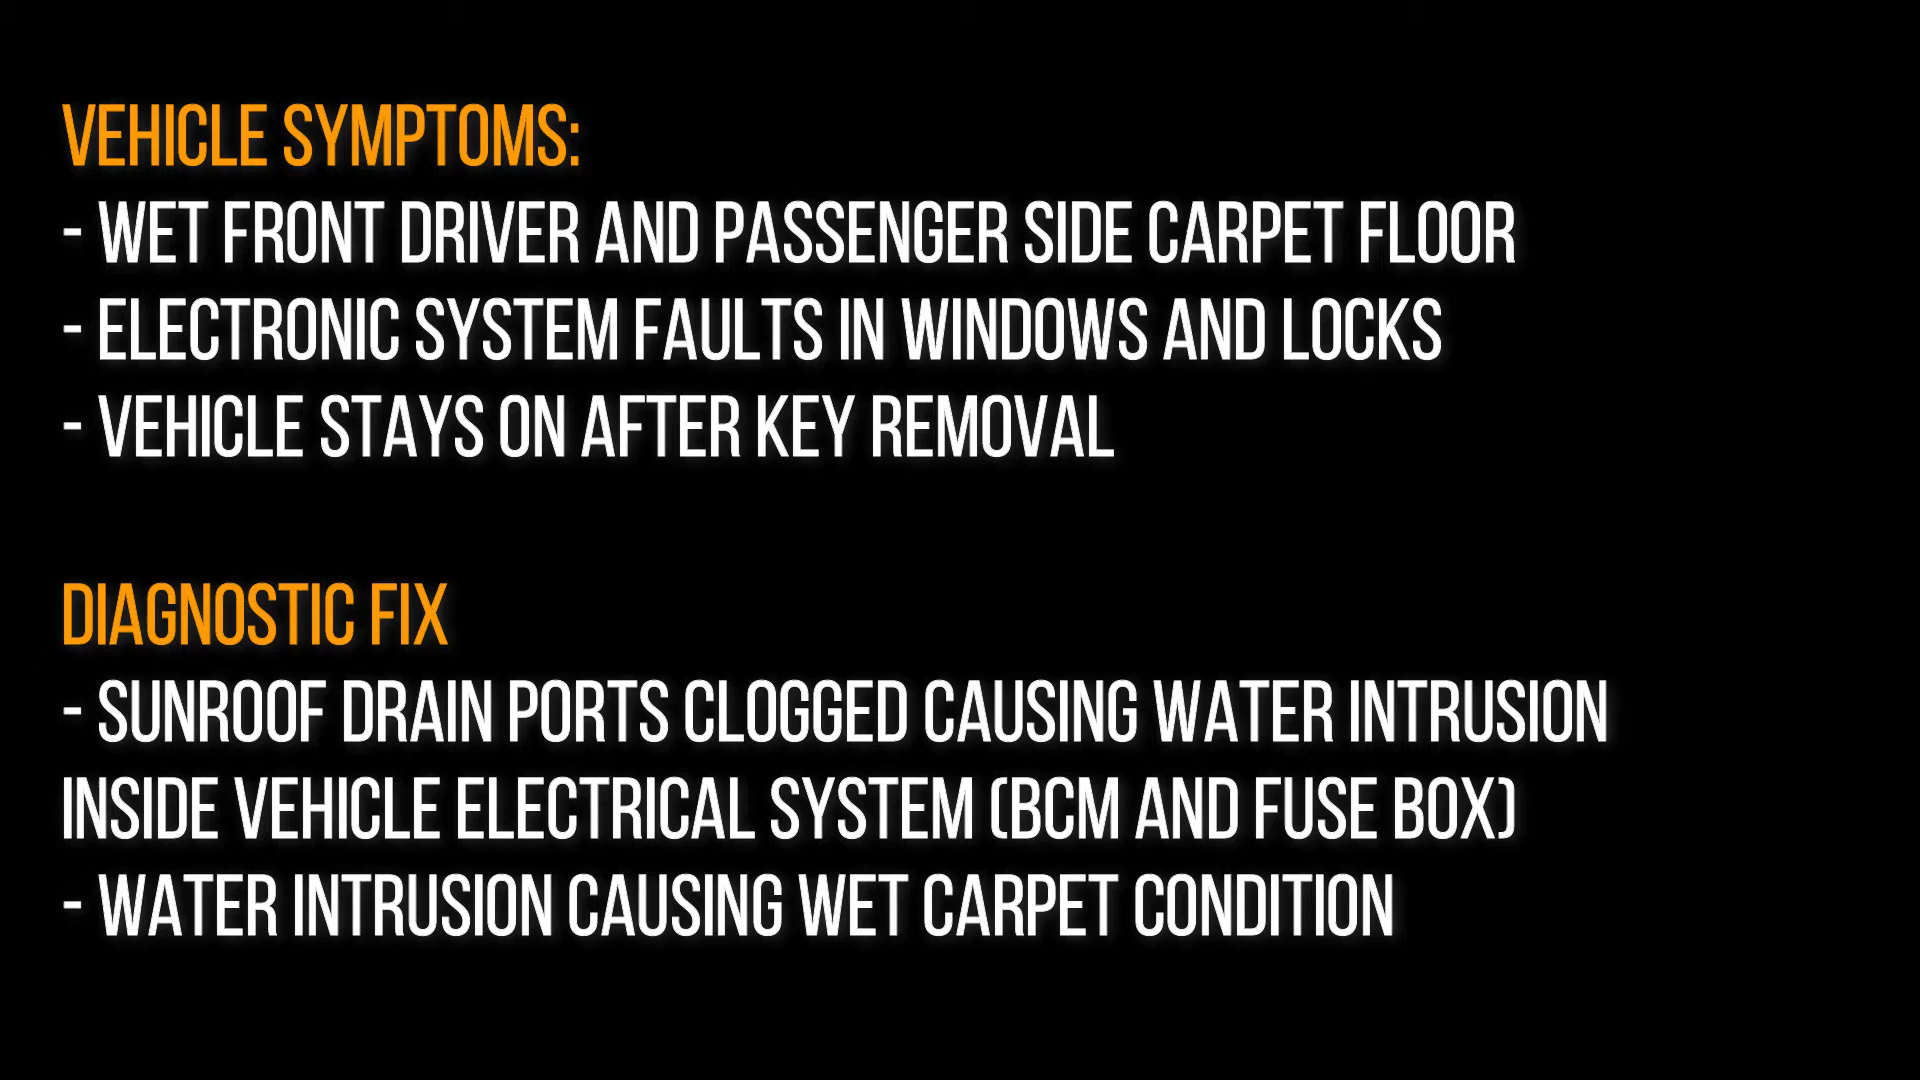 VEHICLE SYMPTOMS:
- WET FRONT DRIVER AND PASSENGER SIDE CARPET FLOOR
- ELECTRONIC SYSTEM FAULTS IN WINDOWS AND LOCKS
- VEHICLE STAYS ON AFTER KEY REMOVAL
DIAGNOSTIC FIX
- SUNROOF DRAIN PORTS CLOGGED CAUSING WATER INTRUSION
INSIDE VEHICLE ELECTRICAL SYSTEM (BCM AND FUSE BOX)
- WATER INTRUSION CAUSING WET CARPET CONDITION